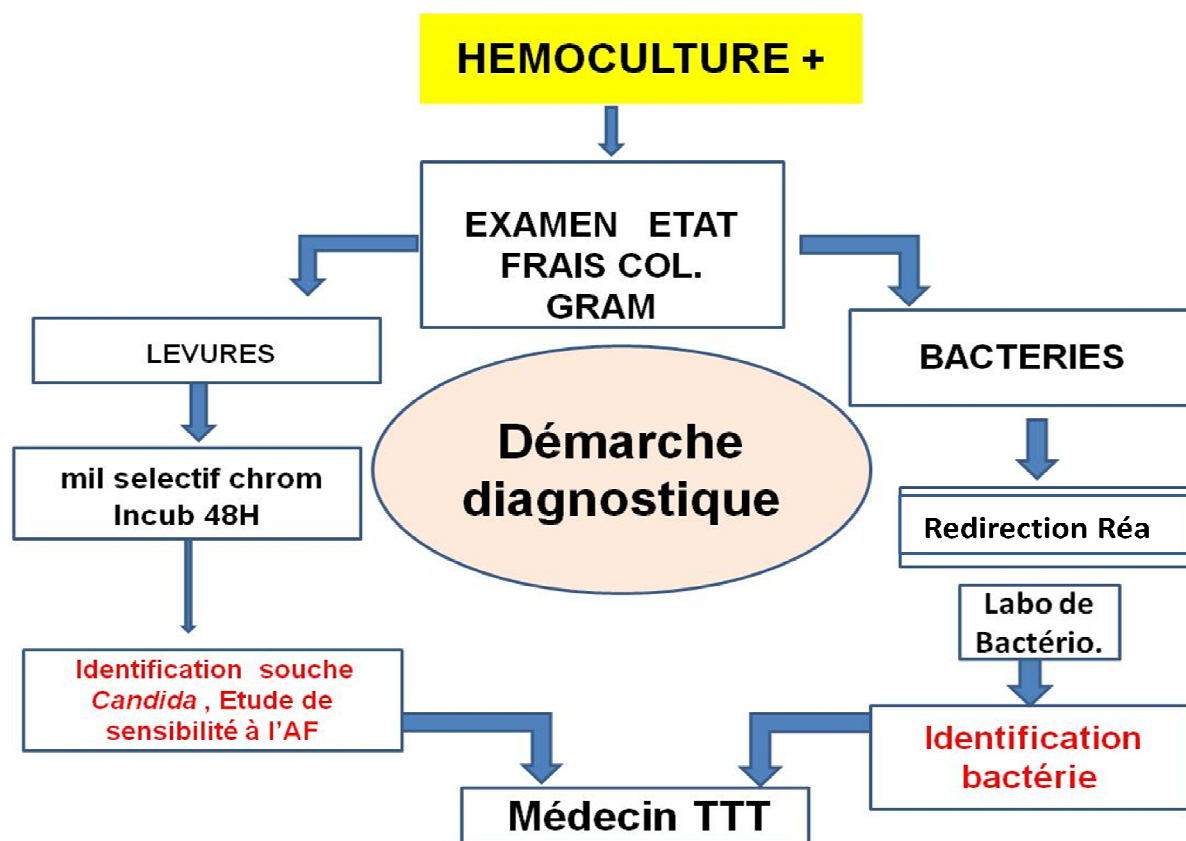 HEMOCULTURE +
EXAMEN ETAT
FRAIS COL.
GRAM
LEVURES
BACTERIES
Démarche
diagnostique
mil selectif chrom
Incub 48H
Redirection Réa
Labo de
Bactério.
Identification souche
Candida , Etude de
sensibilité à l'AF
Identification
bactérie
Médecin TTT